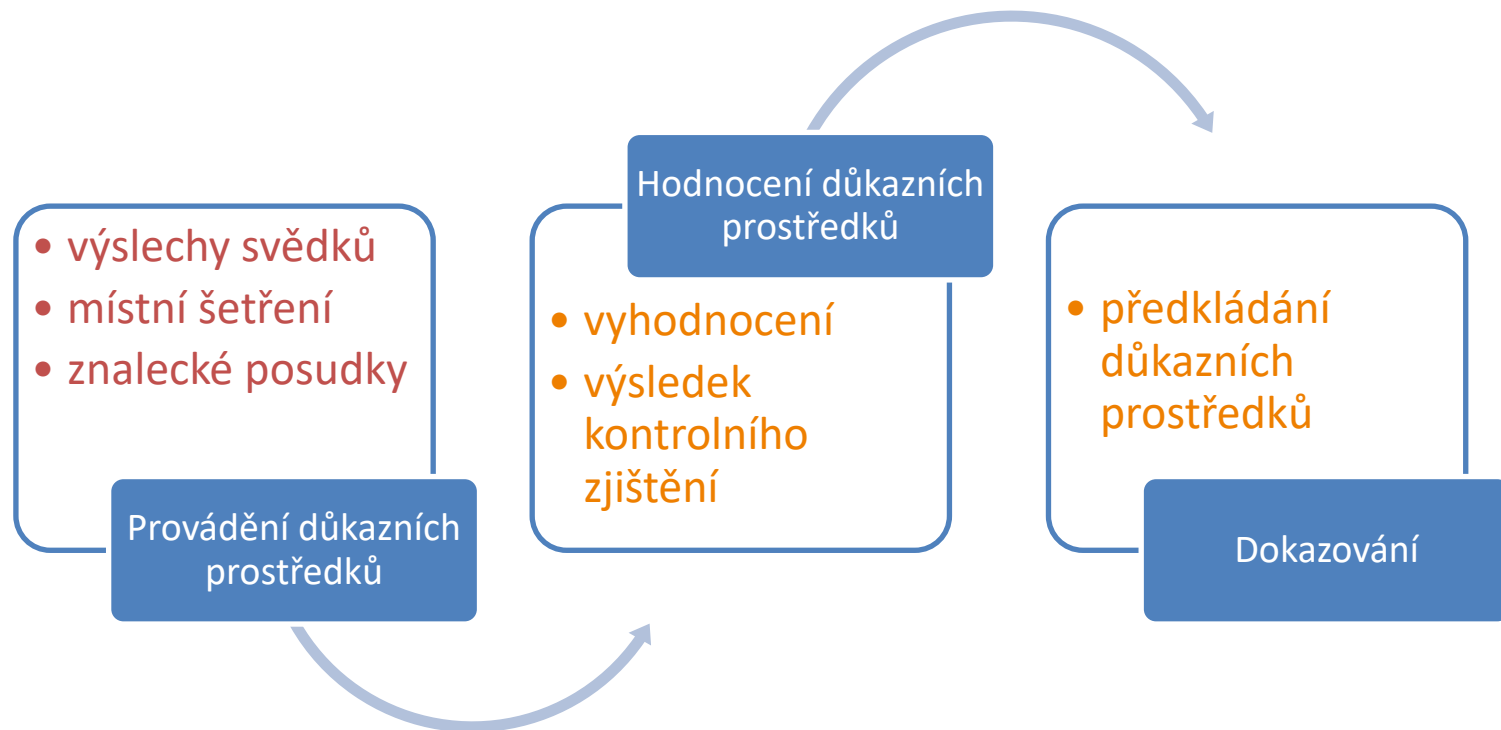 • výslechy svědků
• místní šetření
• znalecké posudky
Provádění důkazních
prostředků
Hodnocení důkazních
prostředků
• vyhodnocení
• výsledek
kontrolního
zjištění
• předkládání
důkazních
prostředků
Dokazování